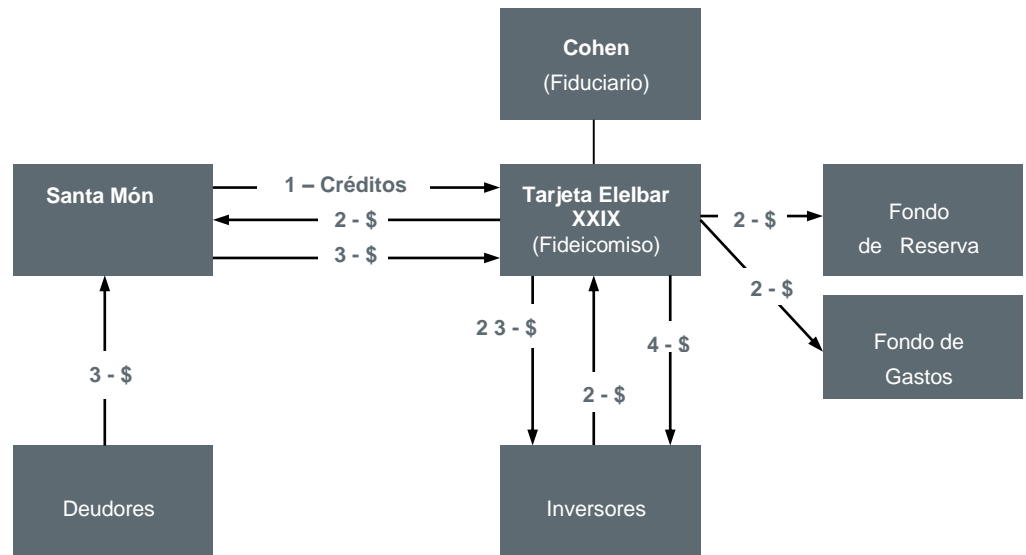 Cohen
(Fiduciario)
Santa Món
1 – Créditos
2 - $
3 - $
Tarjeta Elelbar
XXIX
(Fideicomiso)
2 - $
Fondo
de Reserva
2 - $
Fondo de
Gastos
2 3 - $
4 - $
3 - $
2 - $
Deudores
Inversores